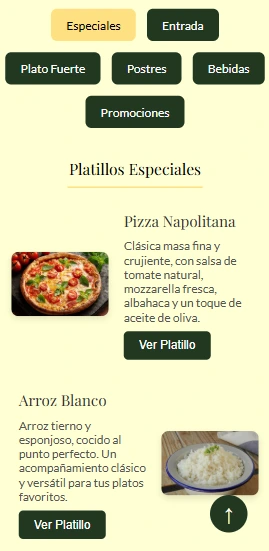 Especiales
Entrada
Plato Fuerte
Postres
Bebidas
Promociones
Platillos Especiales
Pizza Napolitana
Clásica masa fina y
crujiente, con salsa de
tomate natural,
mozzarella fresca,
albahaca y un toque de
aceite de oliva.
Ver Platillo
Arroz Blanco
Arroz tierno y
esponjoso, cocido al
punto perfecto. Un
acompañamiento clásico
y versátil para tus platos
favoritos.
Ver Platillo
↑